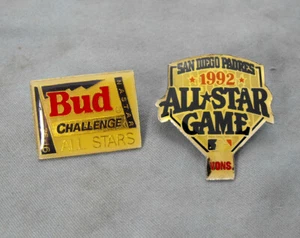 Bud
CHALLENGE
ALL STARS
SAN DIEGO PADRES
1992
ALL★STAR
GAME